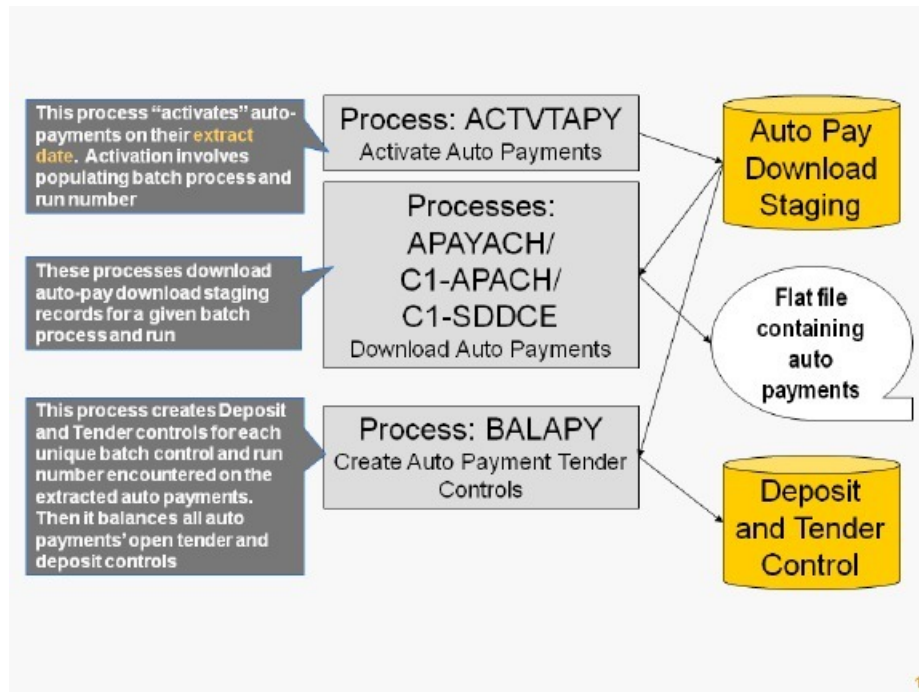 This process “activates” auto-
payments on their extract
date.  Activation involves
populating batch process and
run number
Process: ACTVTAPY
Activate Auto Payments
Auto Pay
Download
Staging
These processes download
auto-pay download staging
records for a given batch
process and run
Processes:
APAYACH/
C1-APACH/
C1-SDDCE
Download Auto Payments
Flat file
containing
auto
payments
This process creates Deposit
and Tender controls for each
unique batch control and run
number encountered on the
extracted auto payments.
Then it balances all auto
payments’ open tender and
deposit controls
Process: BALAPY
Create Auto Payment Tender
Controls
Deposit
and Tender
Control